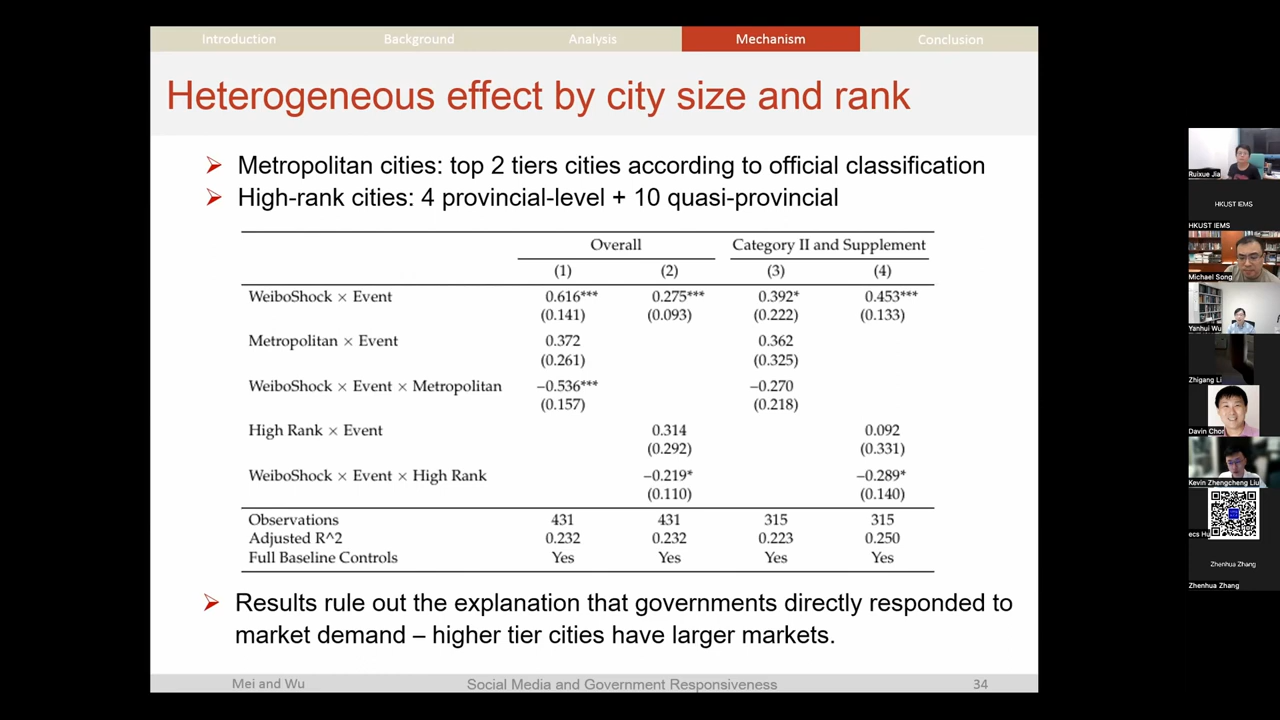 Introduction Background Analysis Mechanism Conclusion
Heterogeneous effect by city size and rank
Metropolitan cities: top 2 tiers cities according to official classification
High-rank cities: 4 provincial-level + 10 quasi-provincial
Overall Category II and Supplement
(1) (2) (3) (4)
WeiboShock × Event 0.616*** 0.275*** 0.392* 0.453***
(0.141) (0.093) (0.222) (0.133)
Metropolitan × Event 0.372 0.362
(0.261) (0.325)
WeiboShock × Event × Metropolitan −0.536*** −0.270
(0.157) (0.218)
High Rank × Event 0.314 0.092
(0.292) (0.331)
WeiboShock × Event × High Rank −0.219* −0.289*
(0.110) (0.140)
Observations 431 431 315 315
Adjusted R^2 0.232 0.232 0.223 0.250
Full Baseline Controls Yes Yes Yes Yes
Results rule out the explanation that governments directly responded to
market demand – higher tier cities have larger markets.
Mei and Wu Social Media and Government Responsiveness 34
Ruixue Jia
HKUST IEMS
HKUST IEMS
Michael Song
Yanhui Wu
Zhigang Li
Davin Chor
Kevin Zhengcheng Liu
Zhenhua Zhang
Zhenhua Zhang